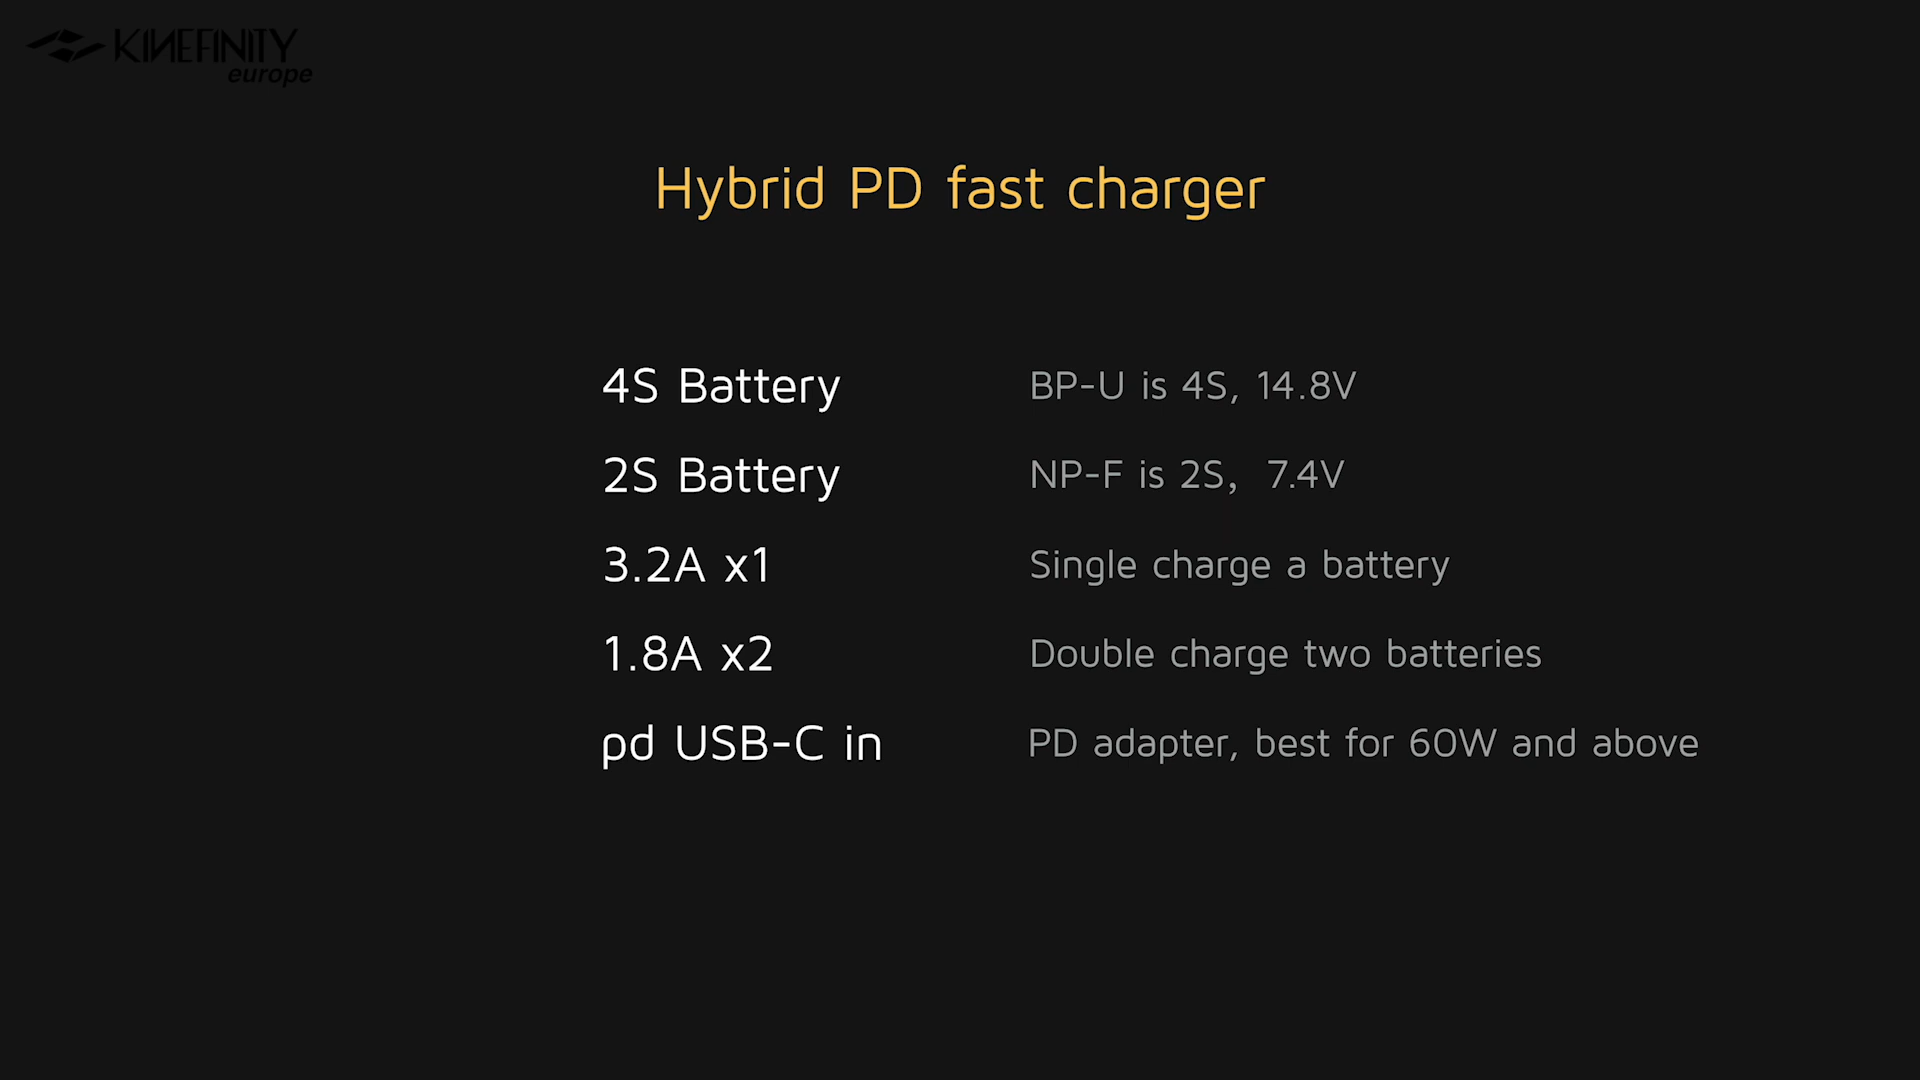 KINEFINITY
europe
Hybrid PD fast charger
4S Battery BP-U is 4S, 14.8V
2S Battery NP-F is 2S, 7.4V
3.2A x1 Single charge a battery
1.8A x2 Double charge two batteries
pd USB-C in PD adapter, best for 60W and above